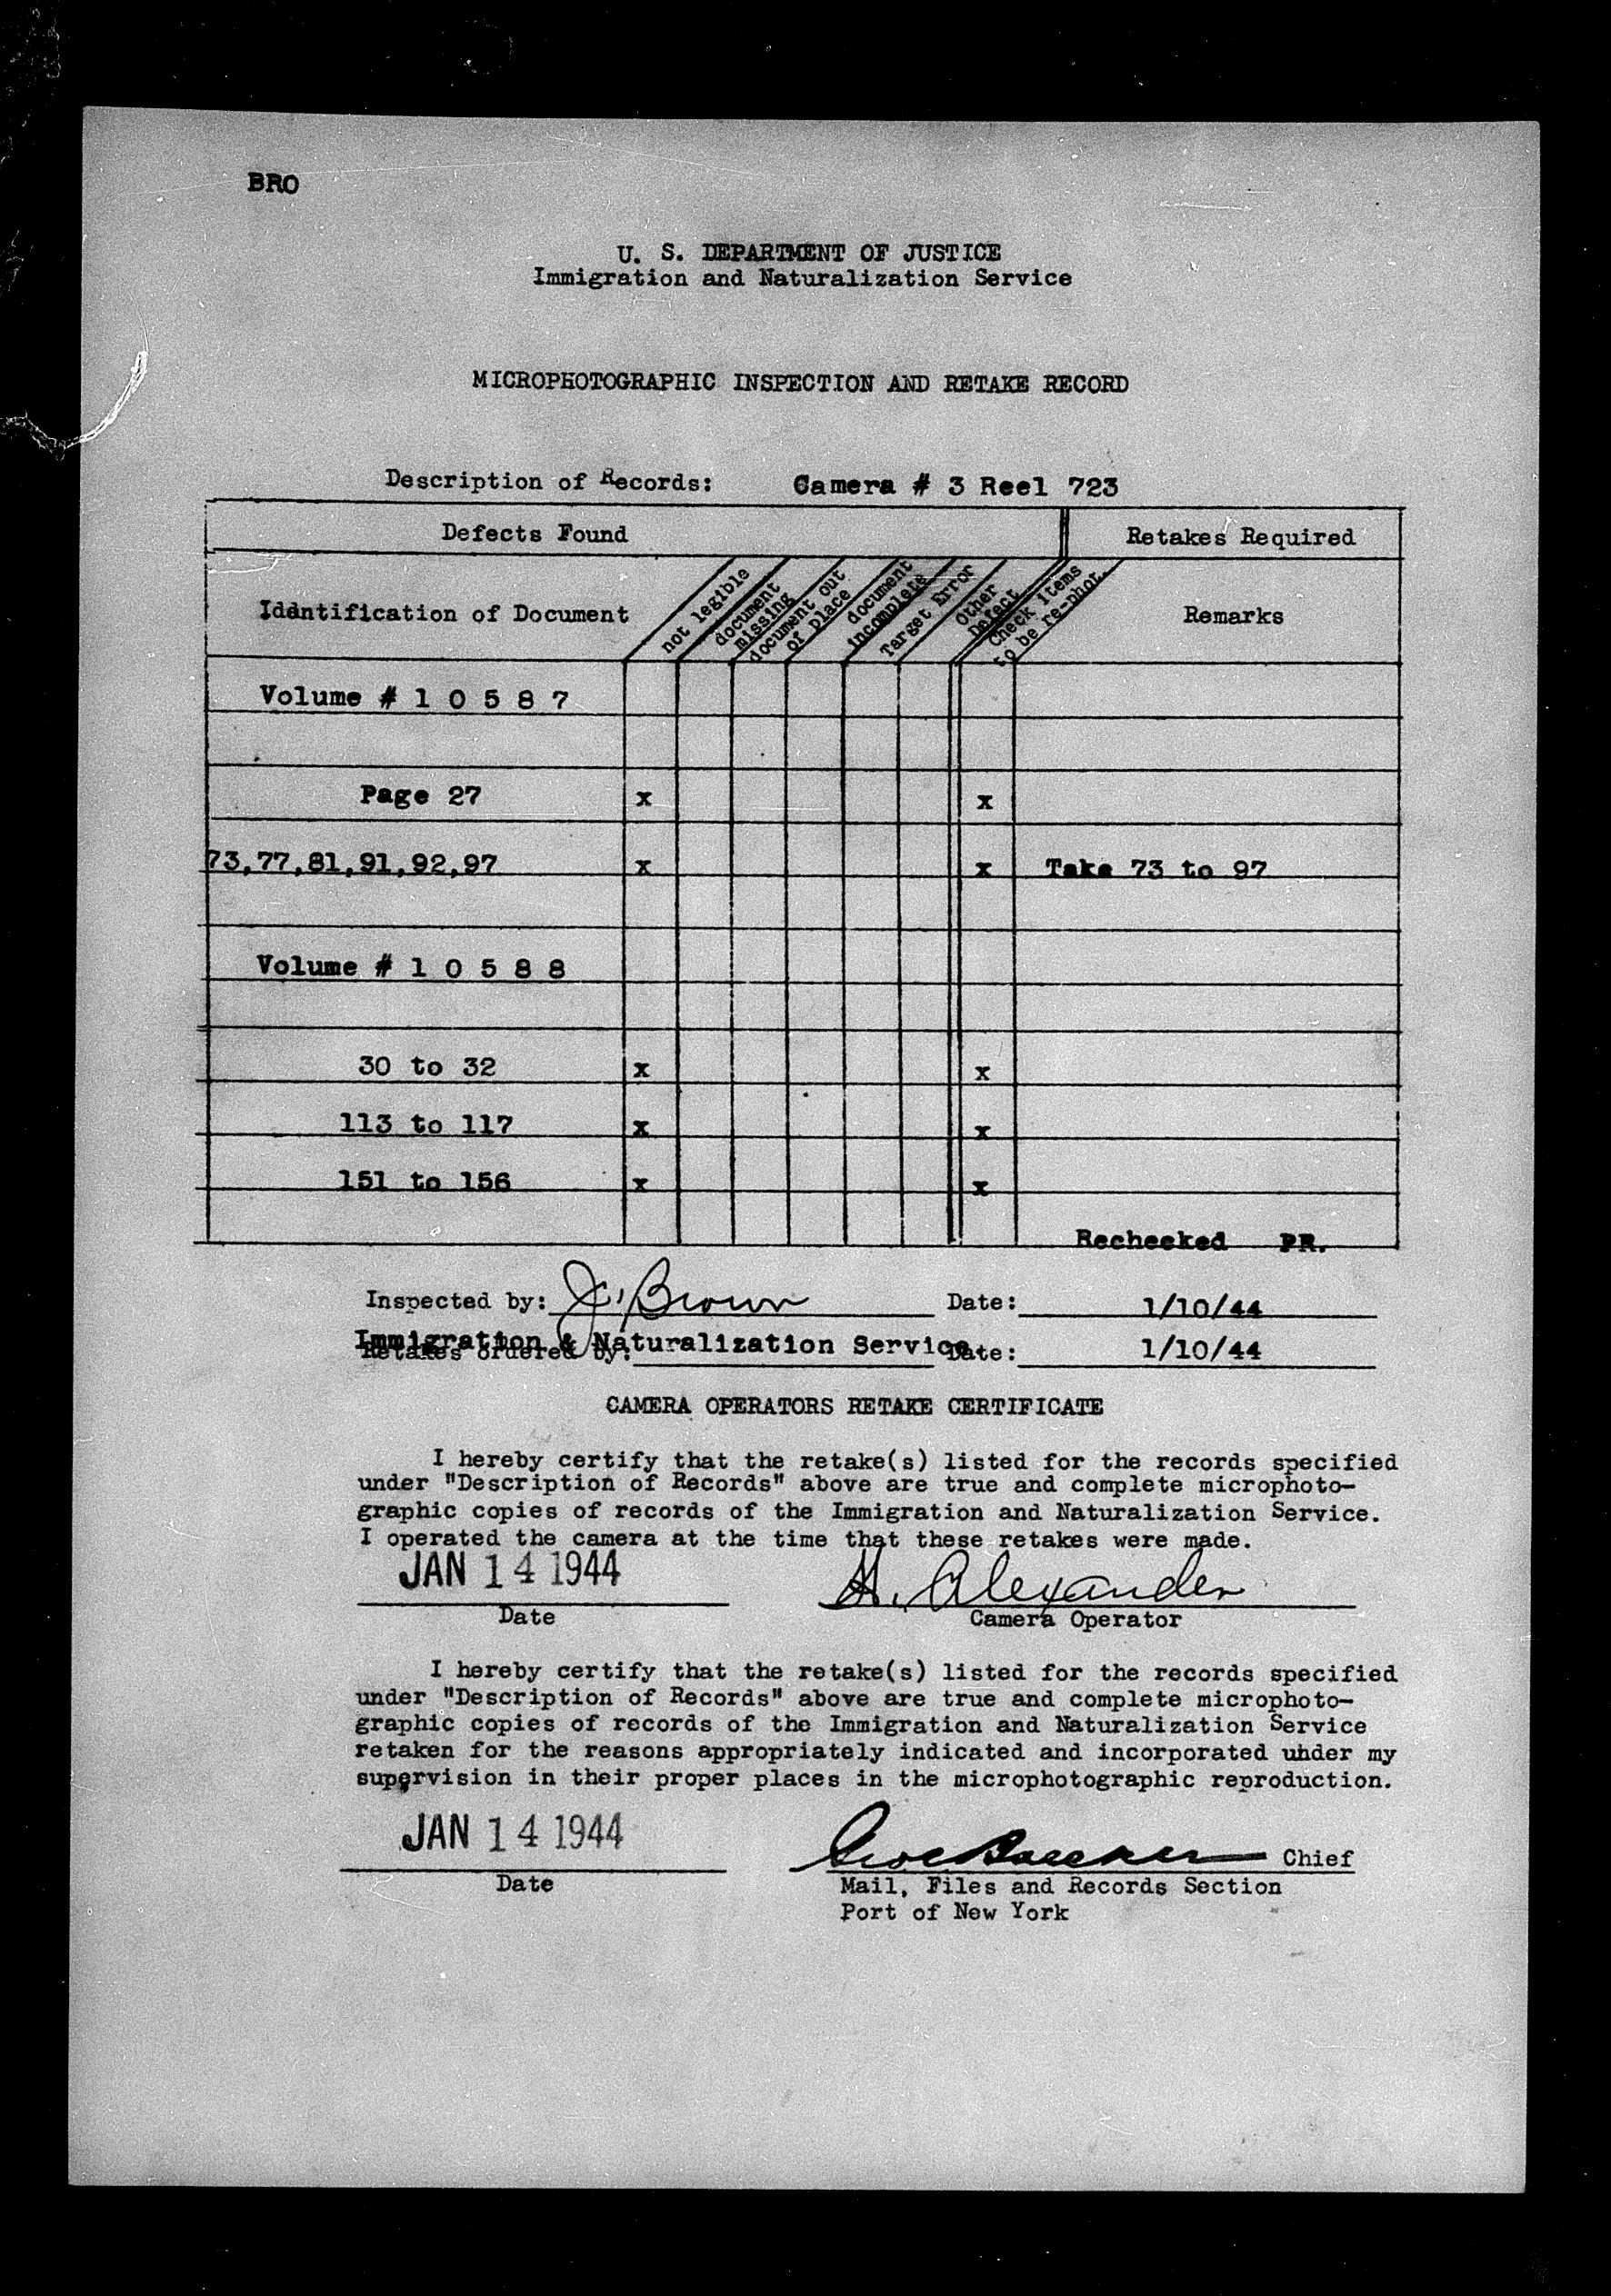 BRO
U. S. DEPARTMENT OF JUSTICE
Immigration and Naturalization Service
MICROPHOTOGRAPHIC INSPECTION AND RETAKE RECORD
Description of Records: Camera # 3 Reel 723
Defects Found Retakes Required
Identification of Document
not legible
document missing
document out of place
document incomplete
Target Error
Other Defect
Check items to be re-phot.
Remarks
Volume # 1 0 5 8 7
Page 27 x x
73,77,81,91,92,97 x x Take 73 to 97
Volume # 1 0 5 8 8
30 to 32 x x
113 to 117 x x
151 to 156 x x
Rechecked PR.
Inspected by: J. Brown Date: 1/10/44
Immigration & Naturalization Service
Retakes ordered by: Date: 1/10/44
CAMERA OPERATORS RETAKE CERTIFICATE
I hereby certify that the retake(s) listed for the records specified
under "Description of Records" above are true and complete microphoto-
graphic copies of records of the Immigration and Naturalization Service.
I operated the camera at the time that these retakes were made.
JAN 14 1944 H. Alexander
Date Camera Operator
I hereby certify that the retake(s) listed for the records specified
under "Description of Records" above are true and complete microphoto-
graphic copies of records of the Immigration and Naturalization Service
retaken for the reasons appropriately indicated and incorporated under my
supervision in their proper places in the microphotographic reproduction.
JAN 14 1944 Chief
Date Mail, Files and Records Section
Port of New York